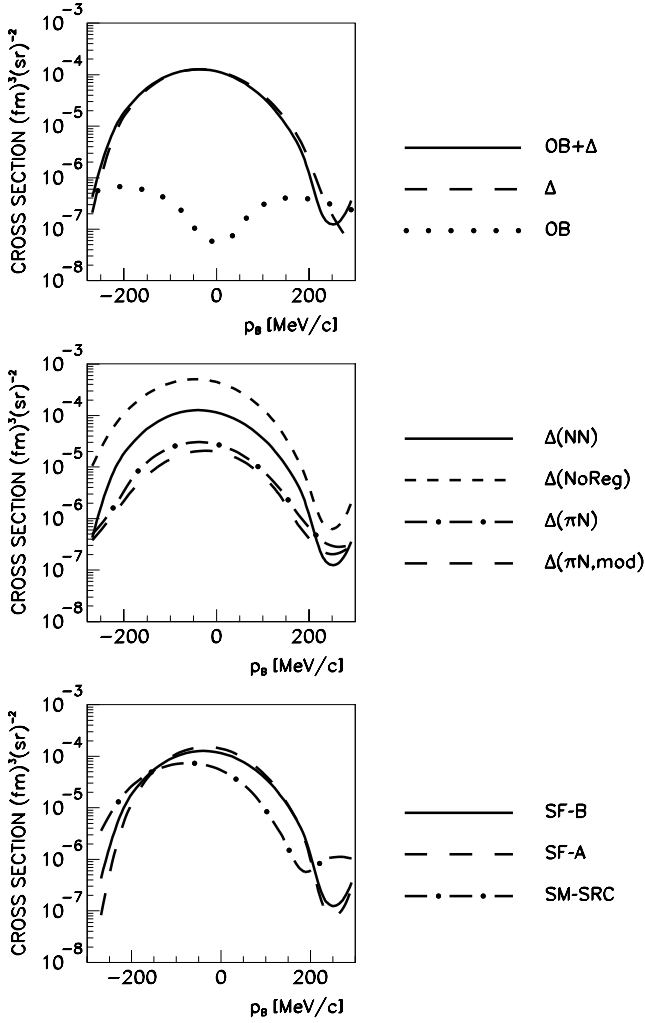 CROSS SECTION (fm)³(sr)⁻²
10⁻³
10⁻⁴
10⁻⁵
10⁻⁶
10⁻⁷
10⁻⁸
−200 0 200
p_B [MeV/c]
OB+Δ
Δ
OB
CROSS SECTION (fm)³(sr)⁻²
10⁻³
10⁻⁴
10⁻⁵
10⁻⁶
10⁻⁷
10⁻⁸
−200 0 200
p_B [MeV/c]
Δ(NN)
Δ(NoReg)
Δ(πN)
Δ(πN,mod)
CROSS SECTION (fm)³(sr)⁻²
10⁻³
10⁻⁴
10⁻⁵
10⁻⁶
10⁻⁷
10⁻⁸
−200 0 200
p_B [MeV/c]
SF-B
SF-A
SM-SRC